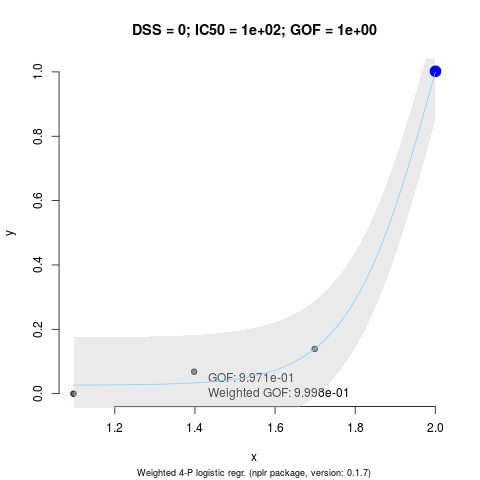 DSS = 0; IC50 = 1e+02; GOF = 1e+00
1.0
0.8
0.6
y
0.4
0.2
0.0
GOF: 9.971e-01
Weighted GOF: 9.998e-01
1.2 1.4 1.6 1.8 2.0
x
Weighted 4-P logistic regr. (nplr package, version: 0.1.7)